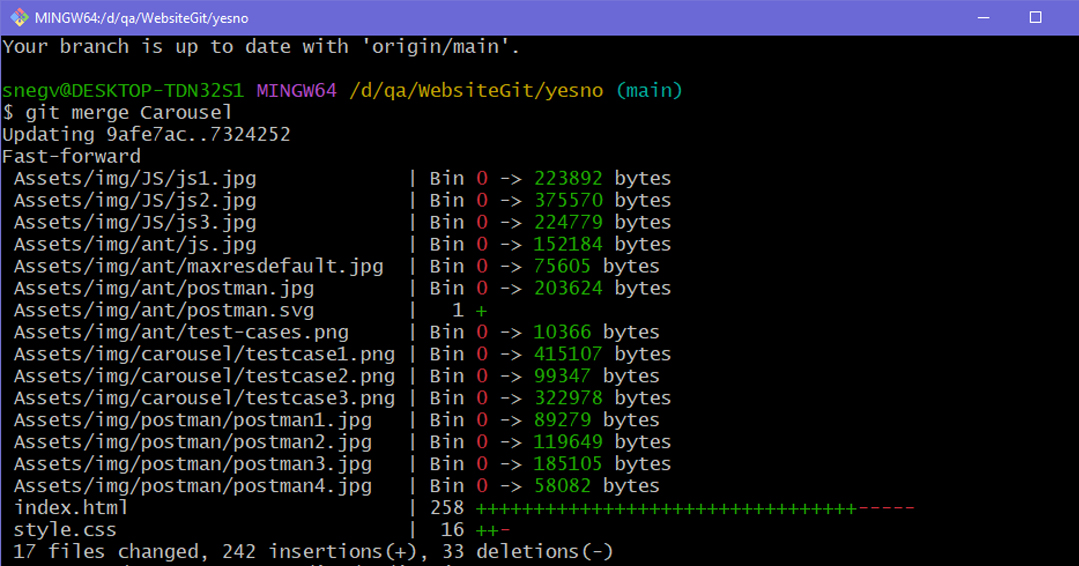 MINGW64:/d/qa/WebsiteGit/yesno
Your branch is up to date with 'origin/main'.
snegv@DESKTOP-TDN32S1 MINGW64 /d/qa/WebsiteGit/yesno (main)
$ git merge Carousel
Updating 9afe7ac..7324252
Fast-forward
 Assets/img/JS/js1.jpg             | Bin 0 -> 223892 bytes
 Assets/img/JS/js2.jpg             | Bin 0 -> 375570 bytes
 Assets/img/JS/js3.jpg             | Bin 0 -> 224779 bytes
 Assets/img/ant/js.jpg             | Bin 0 -> 152184 bytes
 Assets/img/ant/maxresdefault.jpg  | Bin 0 -> 75605 bytes
 Assets/img/ant/postman.jpg        | Bin 0 -> 203624 bytes
 Assets/img/ant/postman.svg        |   1 +
 Assets/img/ant/test-cases.png     | Bin 0 -> 10366 bytes
 Assets/img/carousel/testcase1.png | Bin 0 -> 415107 bytes
 Assets/img/carousel/testcase2.png | Bin 0 -> 99347 bytes
 Assets/img/carousel/testcase3.png | Bin 0 -> 322978 bytes
 Assets/img/postman/postman1.jpg   | Bin 0 -> 89279 bytes
 Assets/img/postman/postman2.jpg   | Bin 0 -> 119649 bytes
 Assets/img/postman/postman3.jpg   | Bin 0 -> 185105 bytes
 Assets/img/postman/postman4.jpg   | Bin 0 -> 58082 bytes
 index.html                        | 258 +++++++++++++++++++++++++++++++++-----
 style.css                         |  16 ++-
 17 files changed, 242 insertions(+), 33 deletions(-)